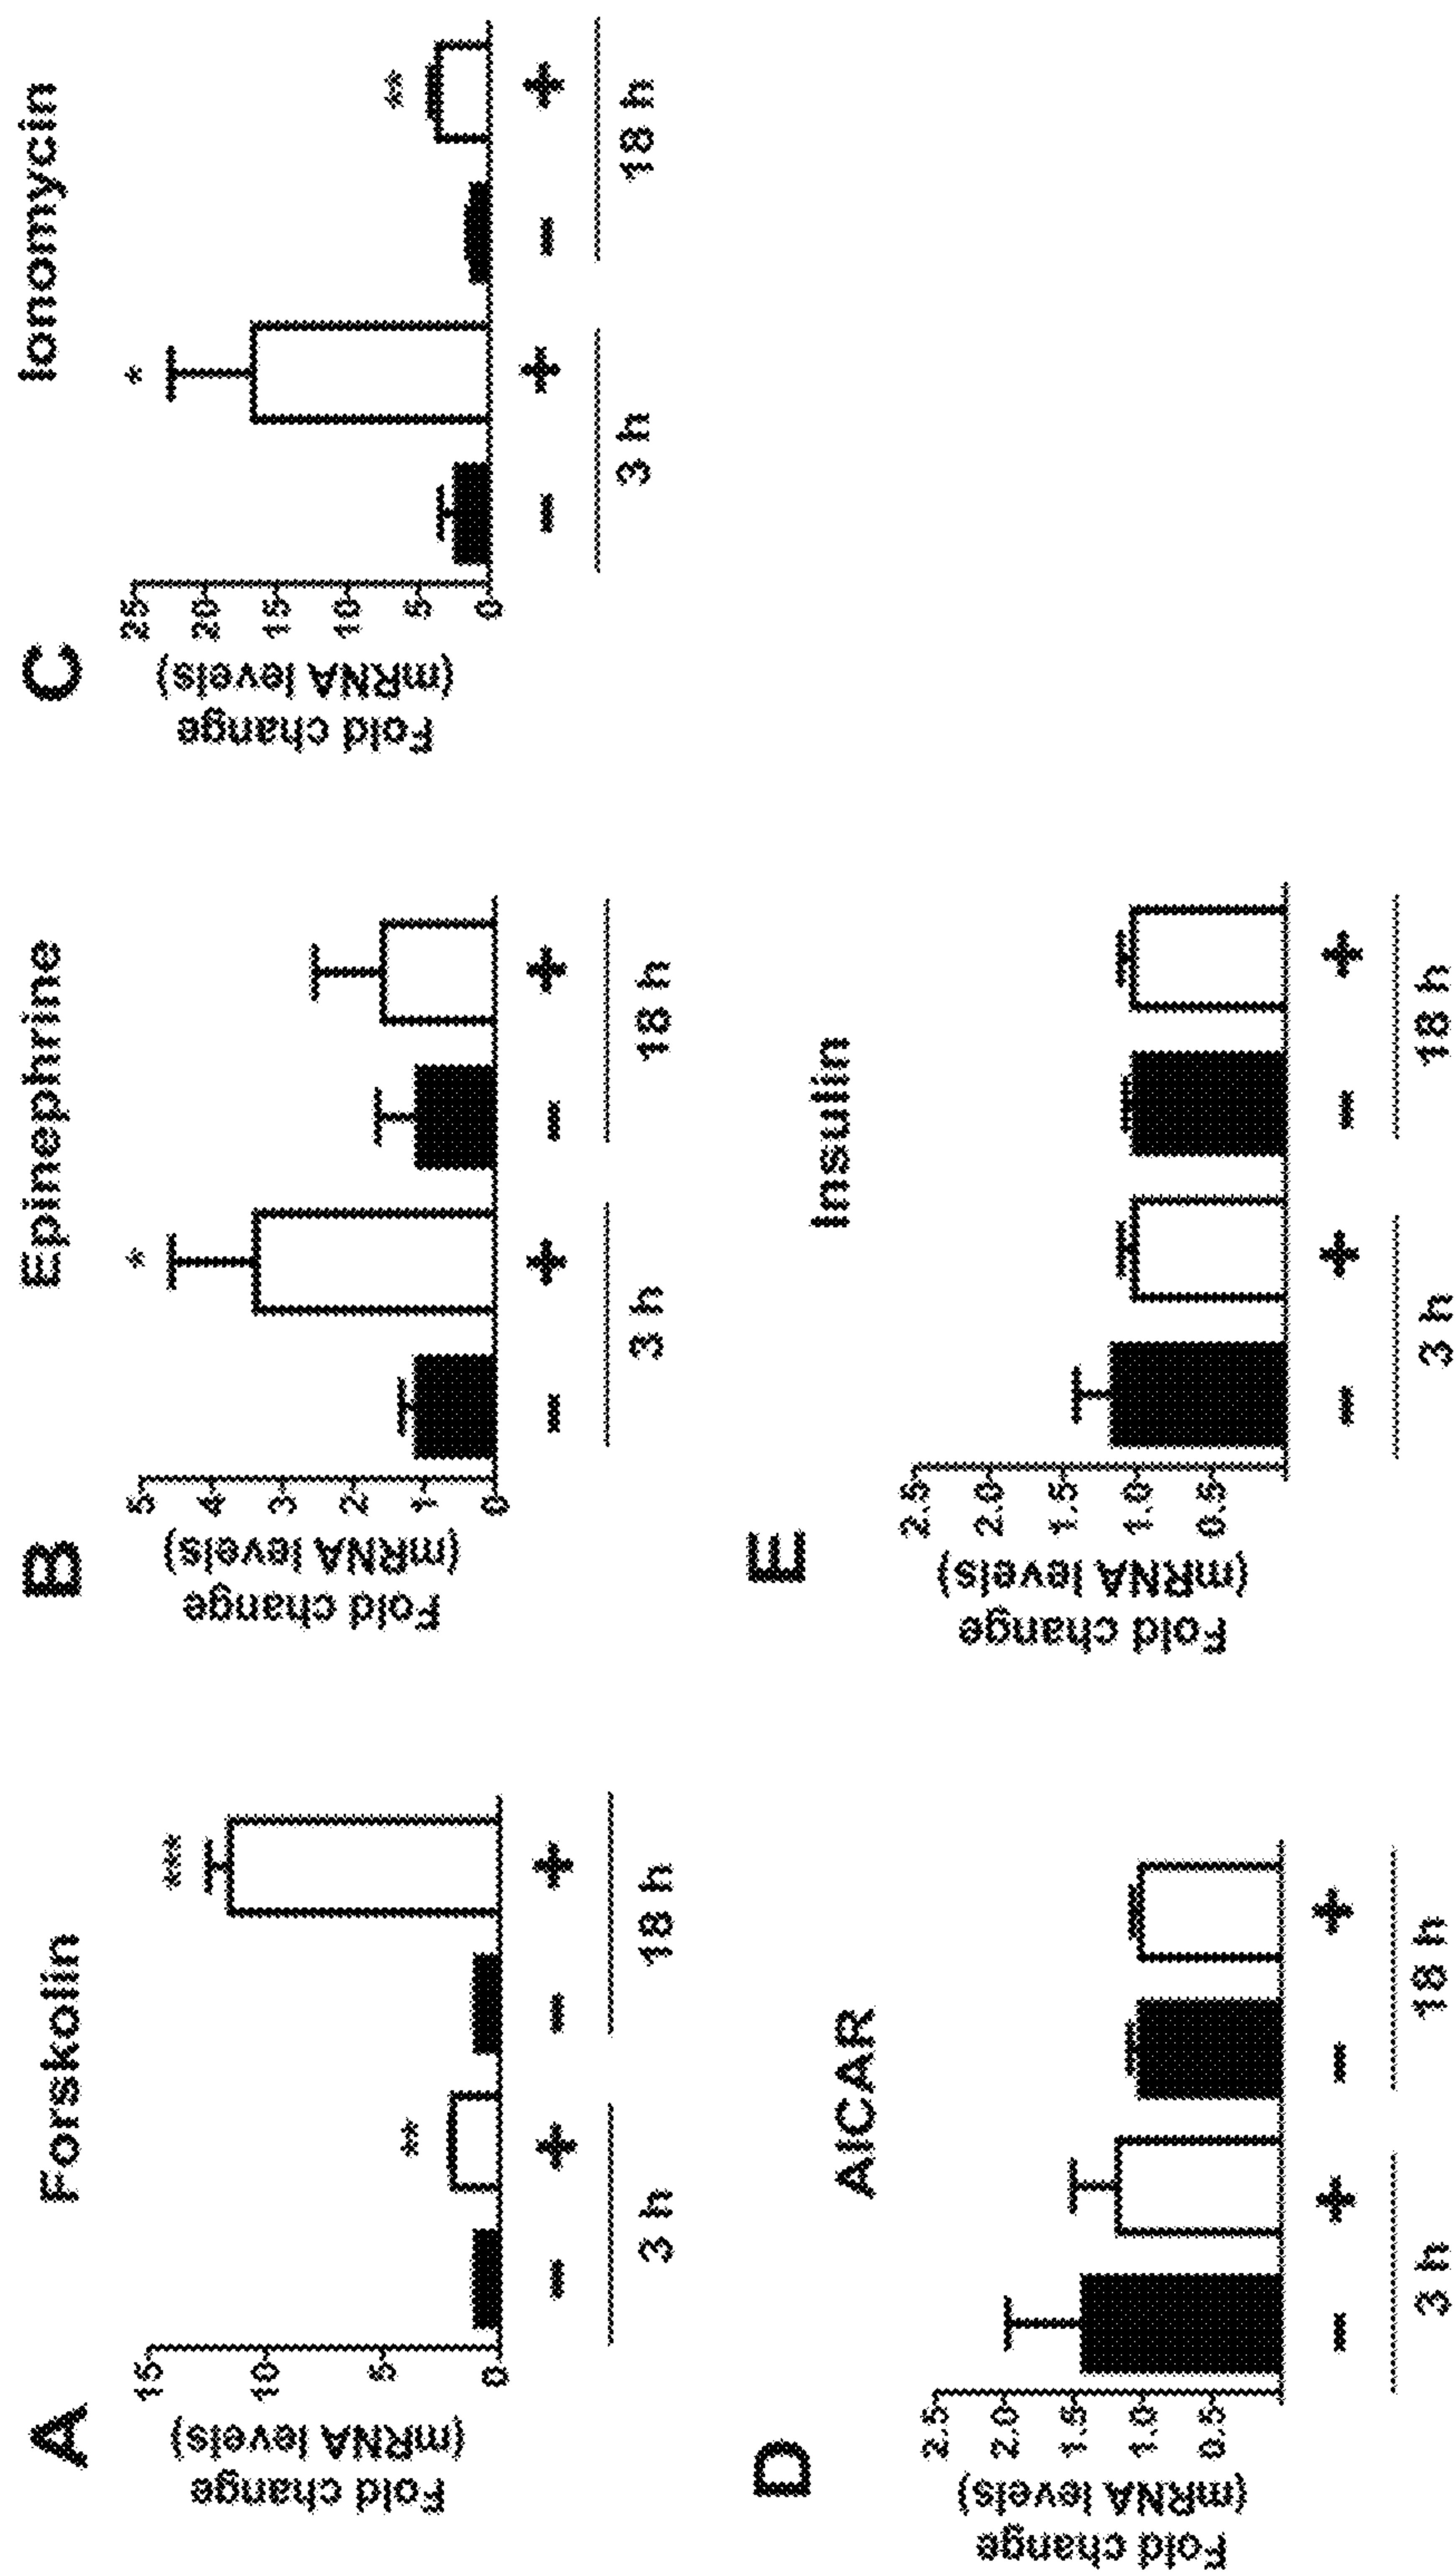 A
Forskolin
Fold change
(mRNA levels)
15
10
5
0
**
***
− + − +
3 h 18 h
B
Epinephrine
Fold change
(mRNA levels)
5
4
3
2
1
0
*
− + − +
3 h 18 h
C
Ionomycin
Fold change
(mRNA levels)
25
20
15
10
5
0
*
**
− + − +
3 h 18 h
D
AICAR
Fold change
(mRNA levels)
2.5
2.0
1.5
1.0
0.5
− + − +
3 h 18 h
E
Insulin
Fold change
(mRNA levels)
2.5
2.0
1.5
1.0
0.5
− + − +
3 h 18 h